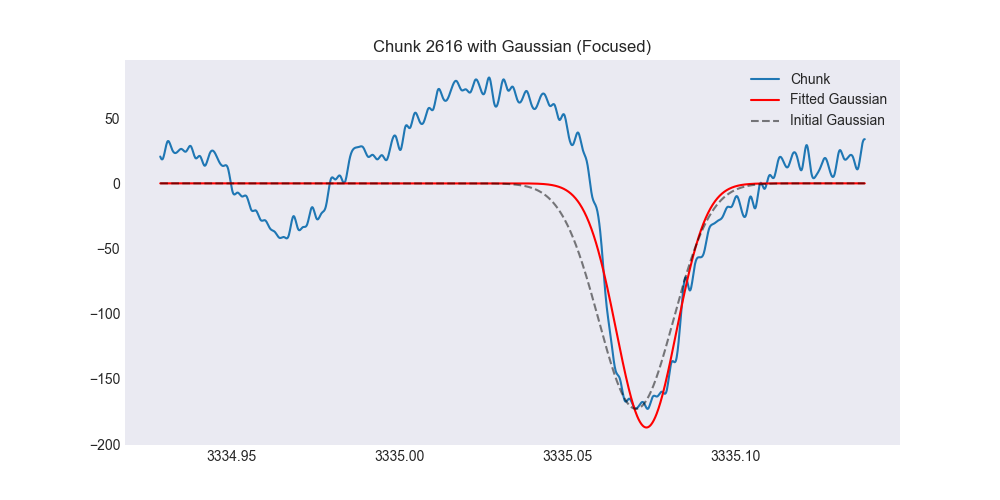 Chunk 2616 with Gaussian (Focused)
Chunk
Fitted Gaussian
Initial Gaussian
50
0
−50
−100
−150
−200
3334.95 3335.00 3335.05 3335.10